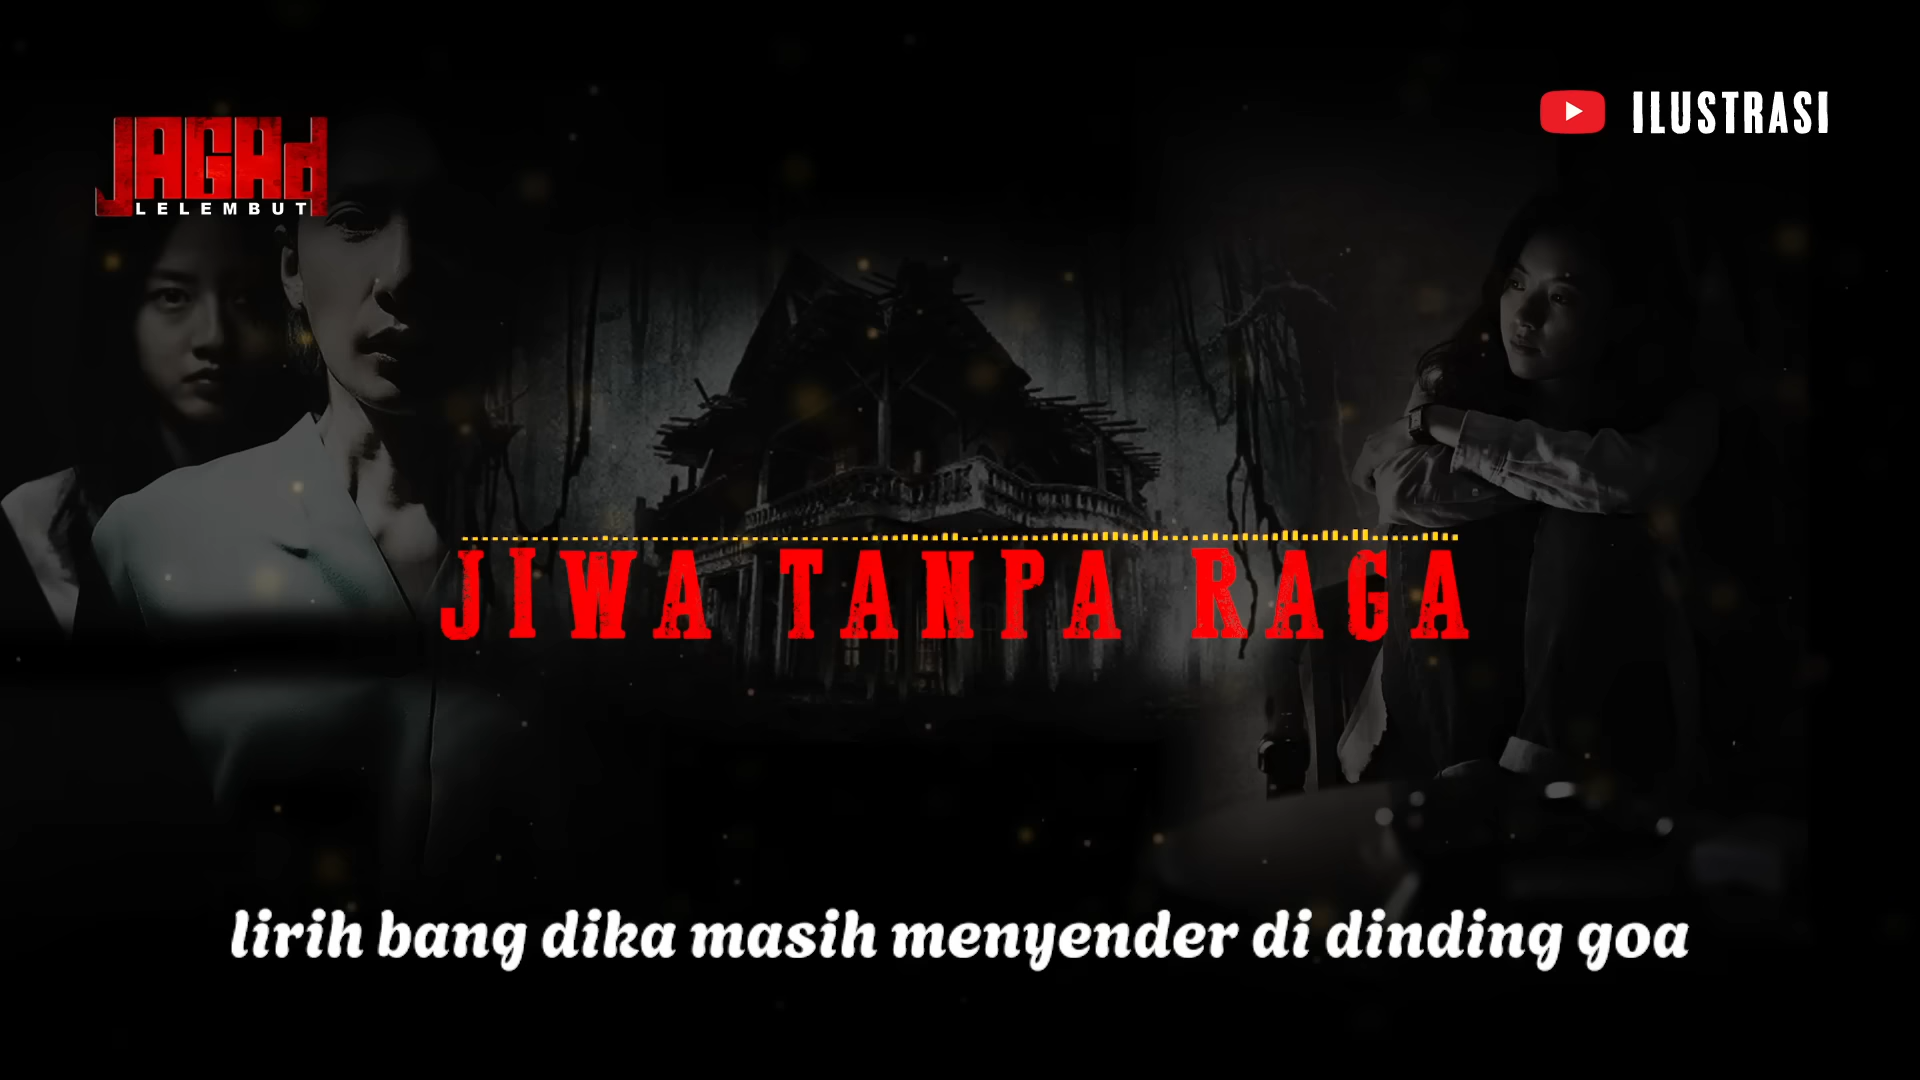 JAGAd
LELEMBUT
ILUSTRASI
JIWA TANPA RAGA
lirih bang dika masih menyender di dinding goa